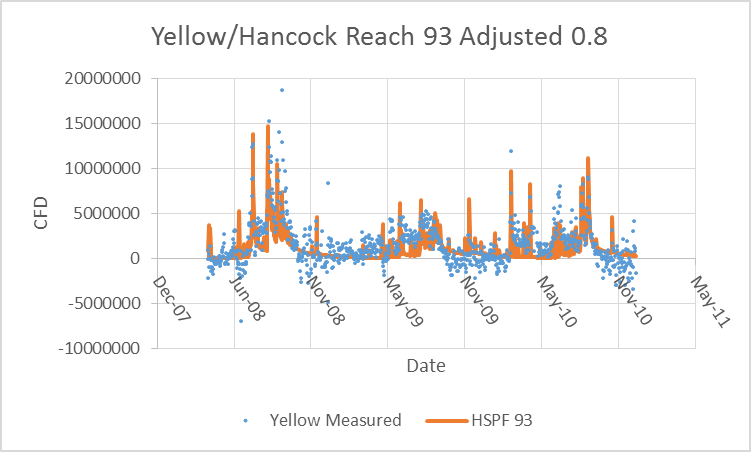 Yellow/Hancock Reach 93 Adjusted 0.8
20000000
15000000
10000000
5000000
0
-5000000
-10000000
CFD
Dec-07
Jun-08
Nov-08
May-09
Nov-09
May-10
Nov-10
May-11
Date
Yellow Measured
HSPF 93